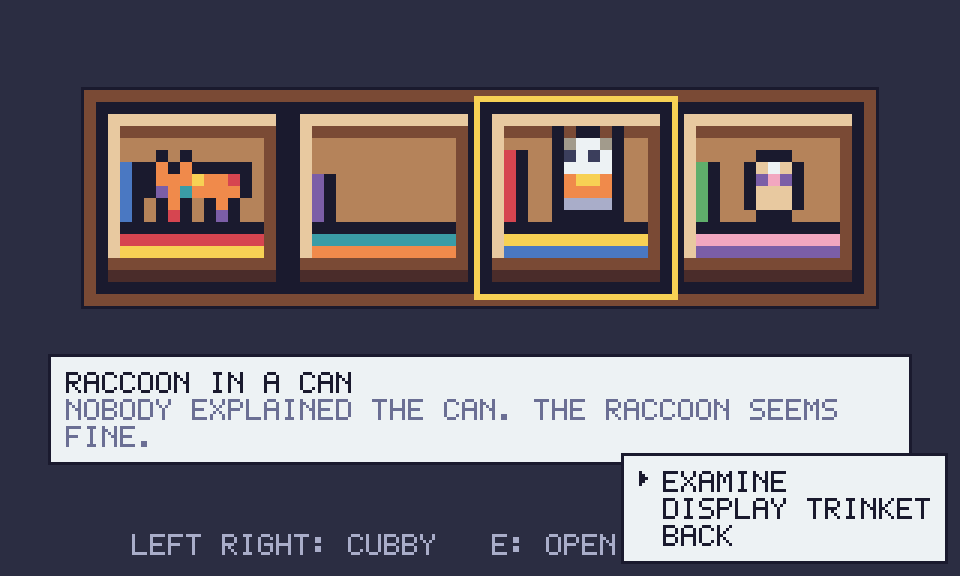 RACCOON IN A CAN
NOBODY EXPLAINED THE CAN. THE RACCOON SEEMS
FINE.
EXAMINE
DISPLAY TRINKET
BACK
LEFT RIGHT: CUBBY E: OPEN